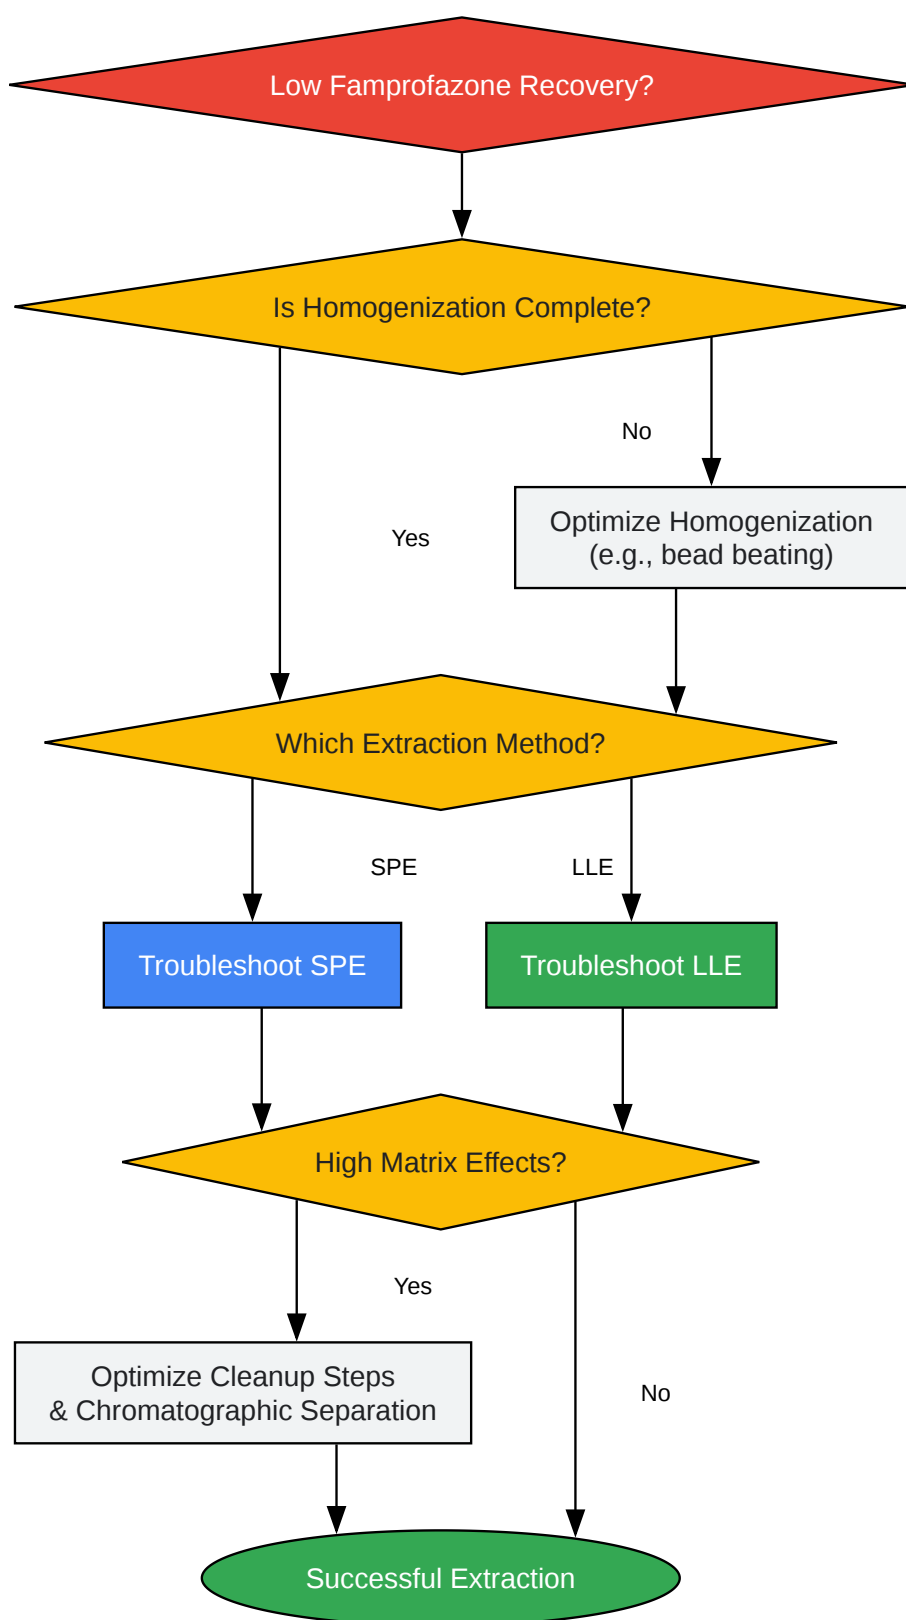 Low Famprofazone Recovery?
Is Homogenization Complete?
No
Optimize Homogenization
(e.g., bead beating)
Yes
Which Extraction Method?
SPE
LLE
Troubleshoot SPE
Troubleshoot LLE
High Matrix Effects?
Yes
Optimize Cleanup Steps
& Chromatographic Separation
No
Successful Extraction